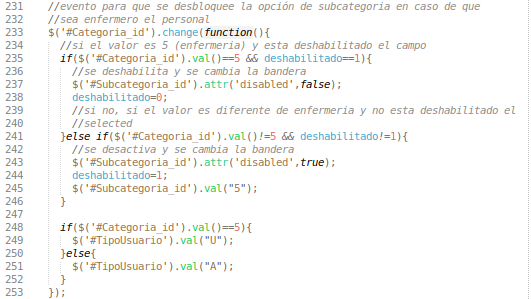 231 //evento para que se desbloquee la opción de subcategoria en caso de que
232 //sea enfermero el personal
233 $('#Categoria_id').change(function(){
234 //si el valor es 5 (enfermeria) y esta deshabilitado el campo
235 if($('#Categoria_id').val()==5 && deshabilitado==1){
236 //se deshabilita y se cambia la bandera
237 $('#Subcategoria_id').attr('disabled',false);
238 deshabilitado=0;
239 //si no, si el valor es diferente de enfermeria y no esta deshabilitado el
240 //selected
241 }else if($('#Categoria_id').val()!=5 && deshabilitado!=1){
242 //se desactiva y se cambia la bandera
243 $('#Subcategoria_id').attr('disabled',true);
244 deshabilitado=1;
245 $('#Subcategoria_id').val("5");
246 }
247
248 if($('#Categoria_id').val()==5){
249 $('#TipoUsuario').val("U");
250 }else{
251 $('#TipoUsuario').val("A");
252 }
253 });